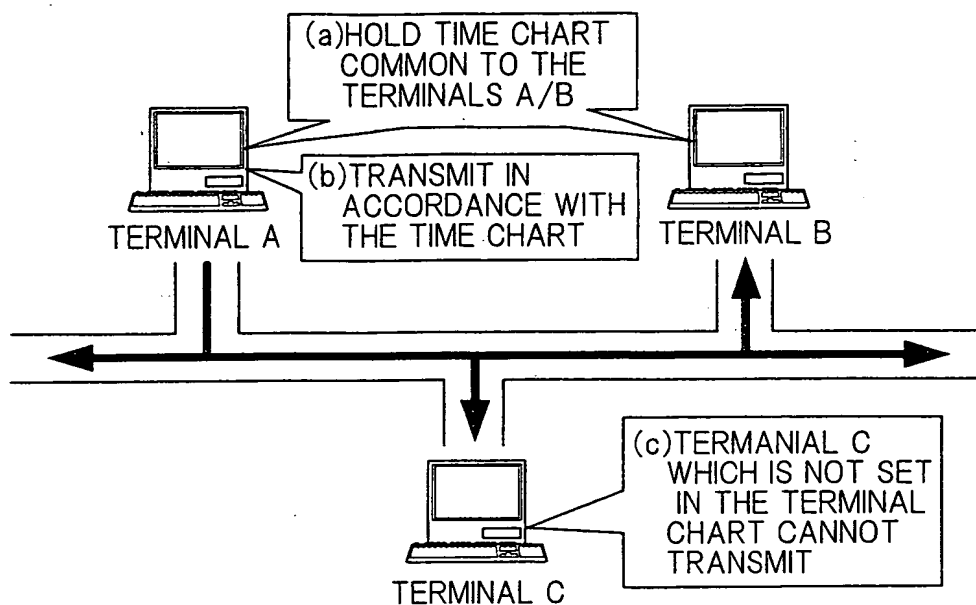 (a)HOLD TIME CHART
COMMON TO THE
TERMINALS A/B
(b)TRANSMIT IN
ACCORDANCE WITH
THE TIME CHART
TERMINAL A
TERMINAL B
(c)TERMANIAL C
WHICH IS NOT SET
IN THE TERMINAL
CHART CANNOT
TRANSMIT
TERMINAL C